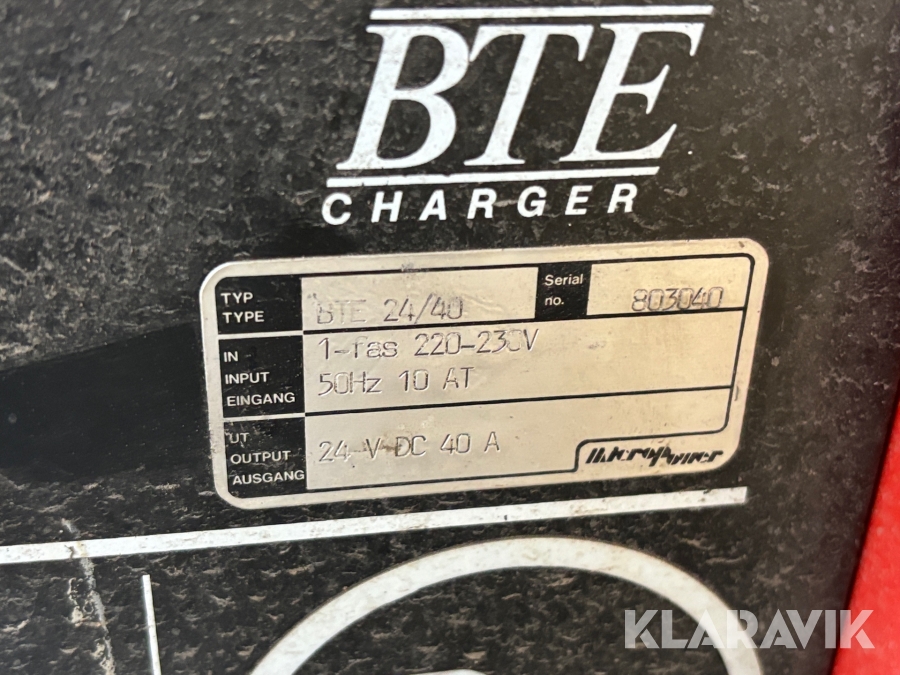 BTE
CHARGER
TYP
TYPE
BTE 24/40
Serial
no.
803040
IN
INPUT
EINGANG
1-fas 220-230V
50Hz 10 AT
UT
OUTPUT
AUSGANG
24 V DC 40 A
micropower
KLARAVIK